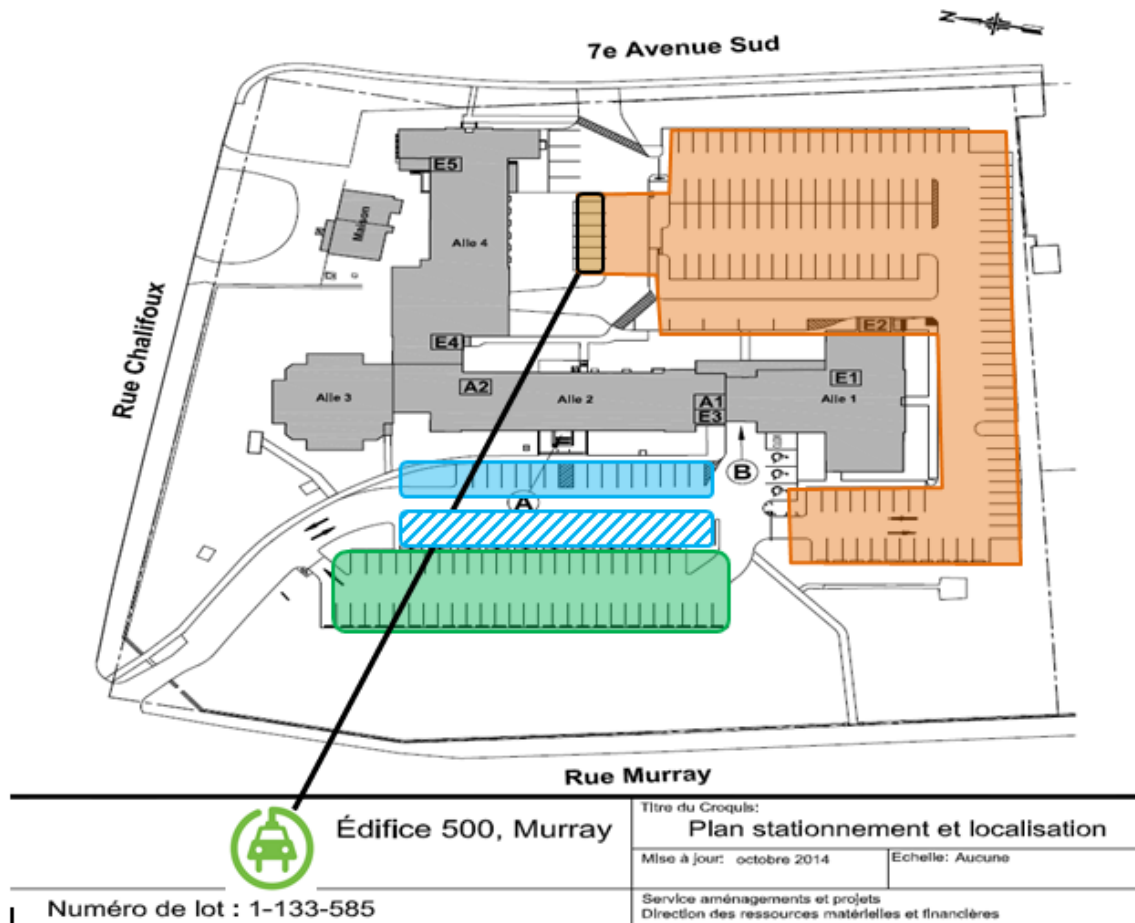 N
7e Avenue Sud
E5
Maison
Aile 4
Rue Chalifoux
E4
E2
A2
E1
Aile 3
Aile 2
A1
Aile 1
E3
B
A
Rue Murray
Édifice 500, Murray
Titre du Croquis:
Plan stationnement et localisation
Mise à jour: octobre 2014
Echelle: Aucune
Numéro de lot : 1-133-585
Service aménagements et projets
Direction des ressources matérielles et financières